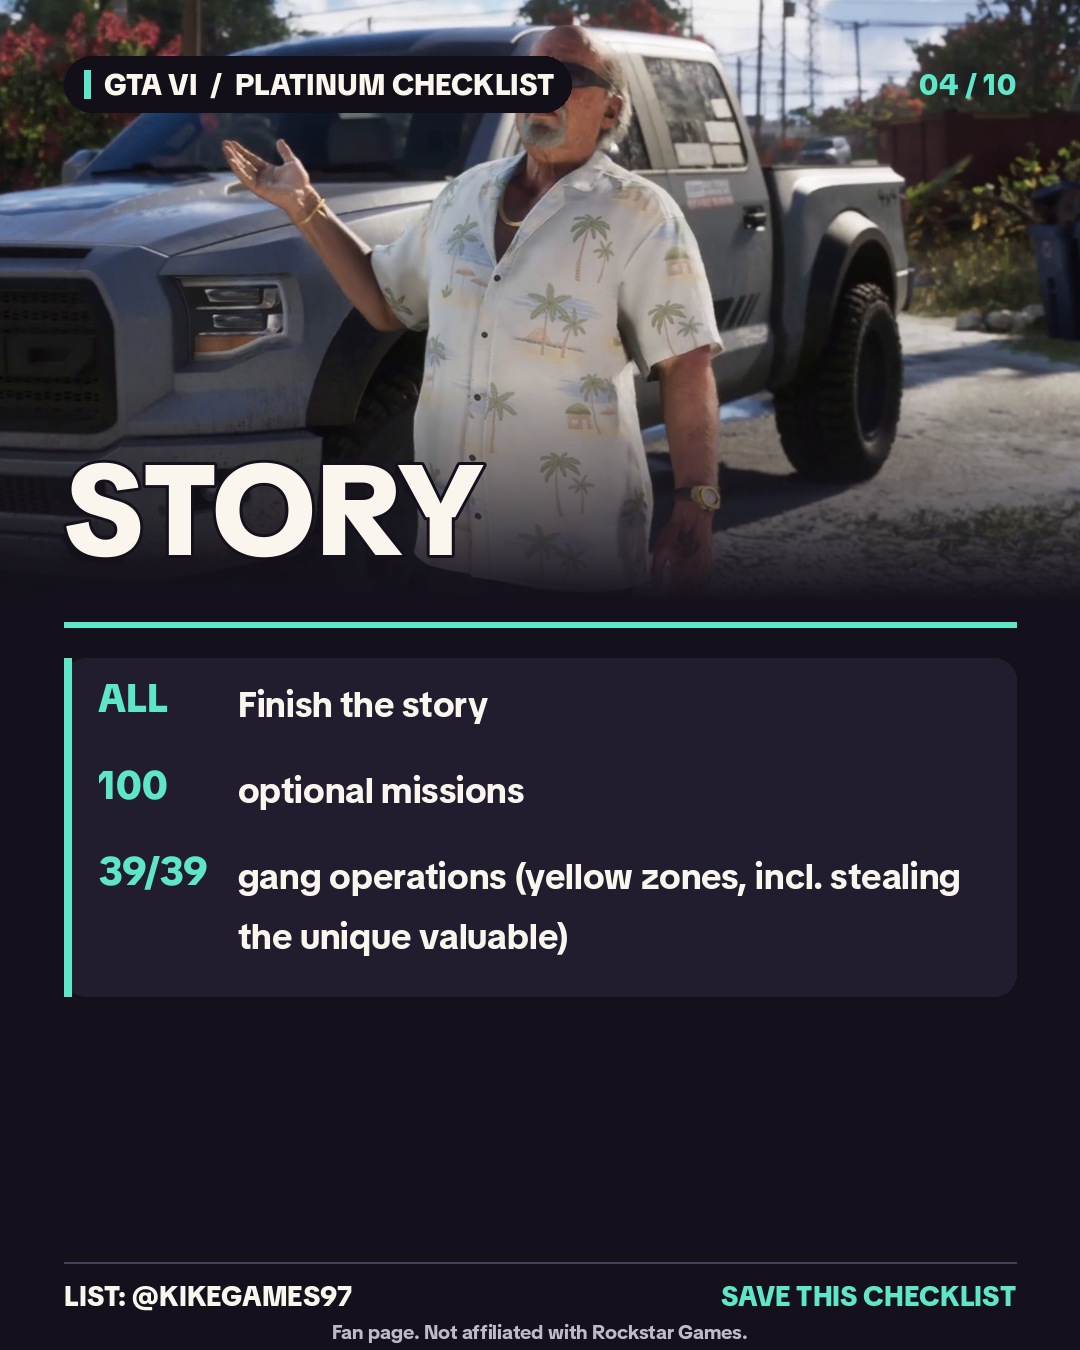 GTA VI / PLATINUM CHECKLIST
04 / 10
STORY
ALL Finish the story
100 optional missions
39/39 gang operations (yellow zones, incl. stealing
the unique valuable)
LIST: @KIKEGAMES97
SAVE THIS CHECKLIST
Fan page. Not affiliated with Rockstar Games.